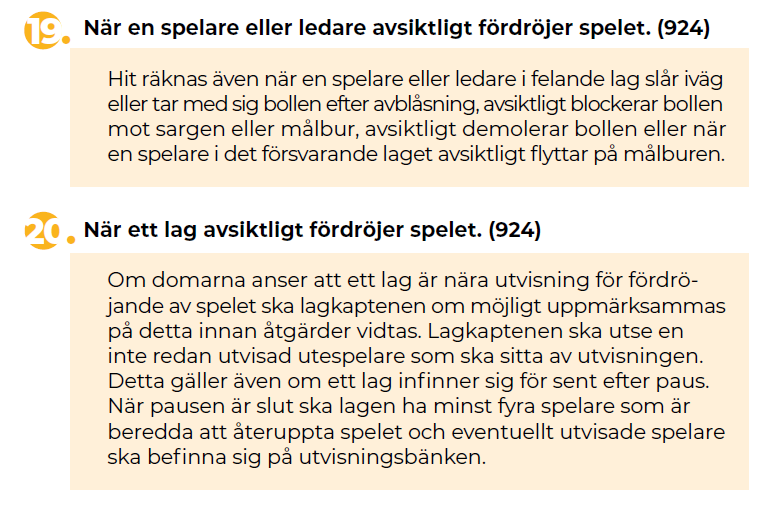 19. När en spelare eller ledare avsiktligt fördröjer spelet. (924)
Hit räknas även när en spelare eller ledare i felande lag slår iväg
eller tar med sig bollen efter avblåsning, avsiktligt blockerar bollen
mot sargen eller målbur, avsiktligt demolerar bollen eller när
en spelare i det försvarande laget avsiktligt flyttar på målburen.
20. När ett lag avsiktligt fördröjer spelet. (924)
Om domarna anser att ett lag är nära utvisning för fördrö-
jande av spelet ska lagkaptenen om möjligt uppmärksammas
på detta innan åtgärder vidtas. Lagkaptenen ska utse en
inte redan utvisad utespelare som ska sitta av utvisningen.
Detta gäller även om ett lag infinner sig för sent efter paus.
När pausen är slut ska lagen ha minst fyra spelare som är
beredda att återuppta spelet och eventuellt utvisade spelare
ska befinna sig på utvisningsbänken.